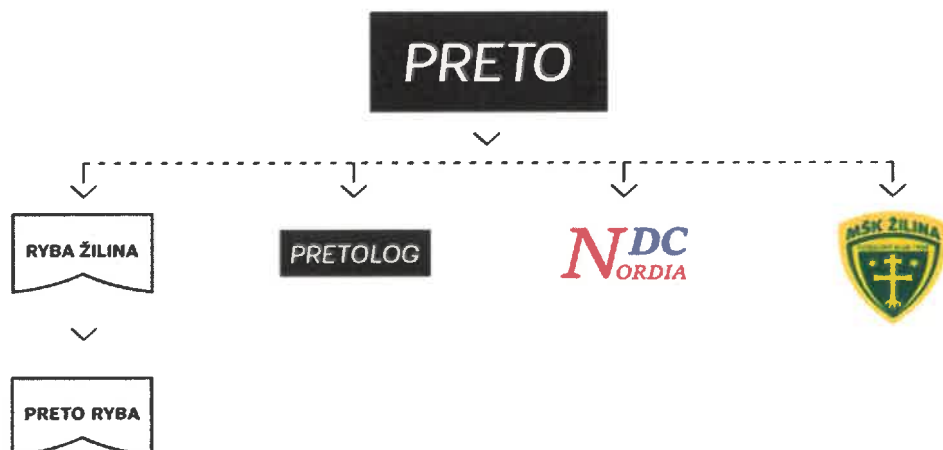 PRETO
RYBA ŽILINA
PRETOLOG
NDC
NORDIA
MŠK ŽILINA
PRETO RYBA